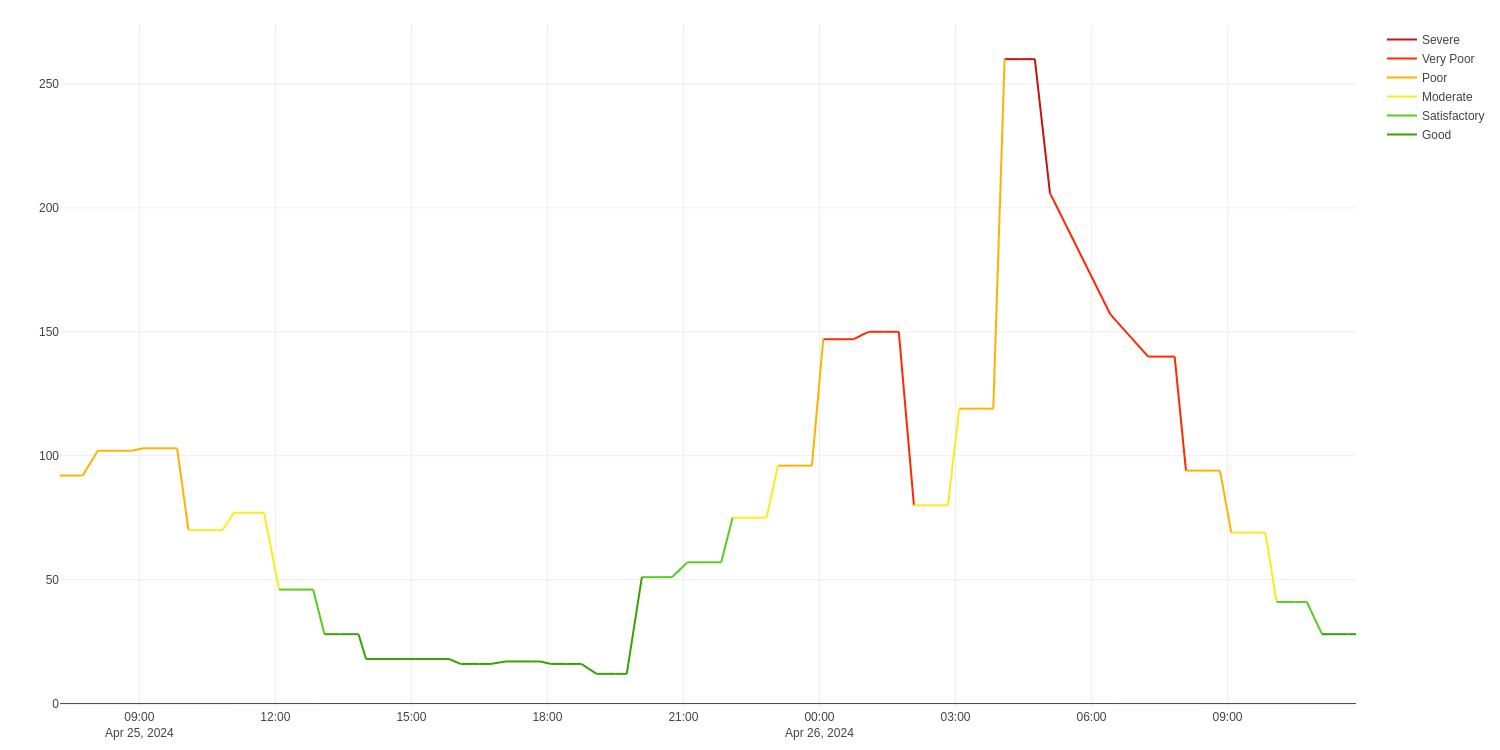 250
200
150
100
50
0
09:00 12:00 15:00 18:00 21:00 00:00 03:00 06:00 09:00
Apr 25, 2024 Apr 26, 2024
Severe
Very Poor
Poor
Moderate
Satisfactory
Good